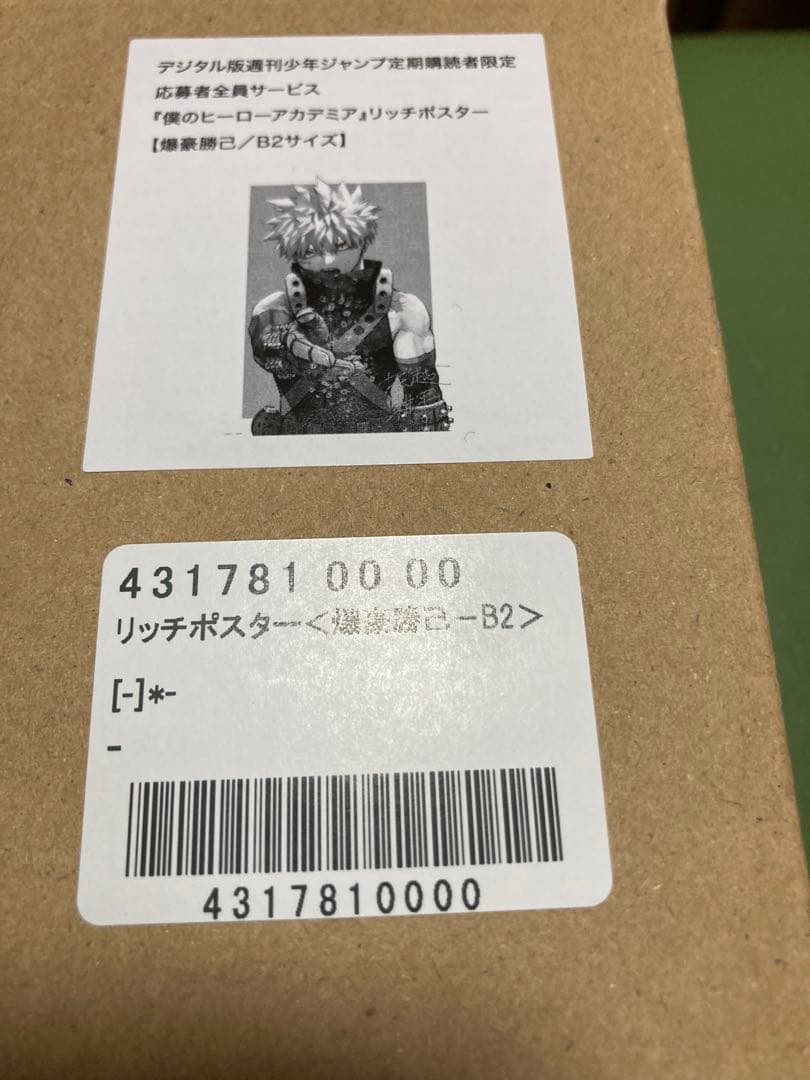 デジタル版週刊少年ジャンプ定期購読者限定
応募者全員サービス
『僕のヒーローアカデミア』リッチポスター
【爆豪勝己／B2サイズ】
431781 00 00
リッチポスター＜爆豪勝己－B2＞
[-]*-
-
4317810000